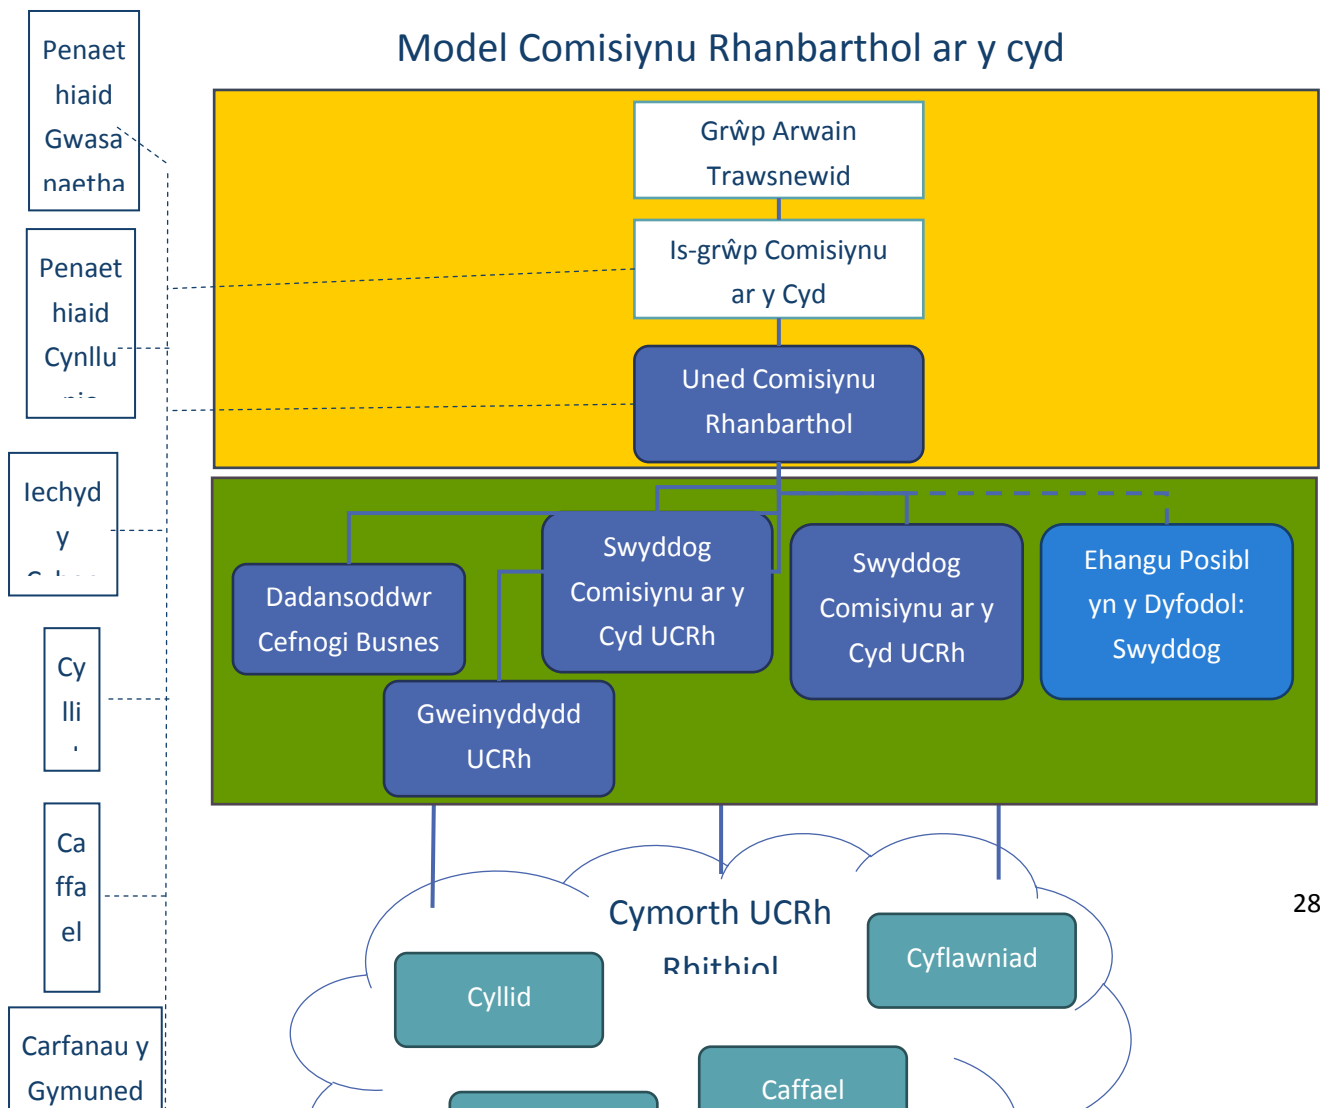 Model Comisiynu Rhanbarthol ar y cyd
Penaet
hiaid
Gwasa
naetha
Penaet
hiaid
Cynllu
Iechyd
y
Cy
lli
Ca
ffa
el
Carfanau y
Gymuned
Grŵp Arwain
Trawsnewid
Is-grŵp Comisiynu
ar y Cyd
Uned Comisiynu
Rhanbarthol
Dadansoddwr
Cefnogi Busnes
Gweinyddydd
UCRh
Swyddog
Comisiynu ar y
Cyd UCRh
Swyddog
Comisiynu ar y
Cyd UCRh
Ehangu Posibl
yn y Dyfodol:
Swyddog
Cymorth UCRh
Rhithiol
Cyllid
Cyflawniad
Caffael
28